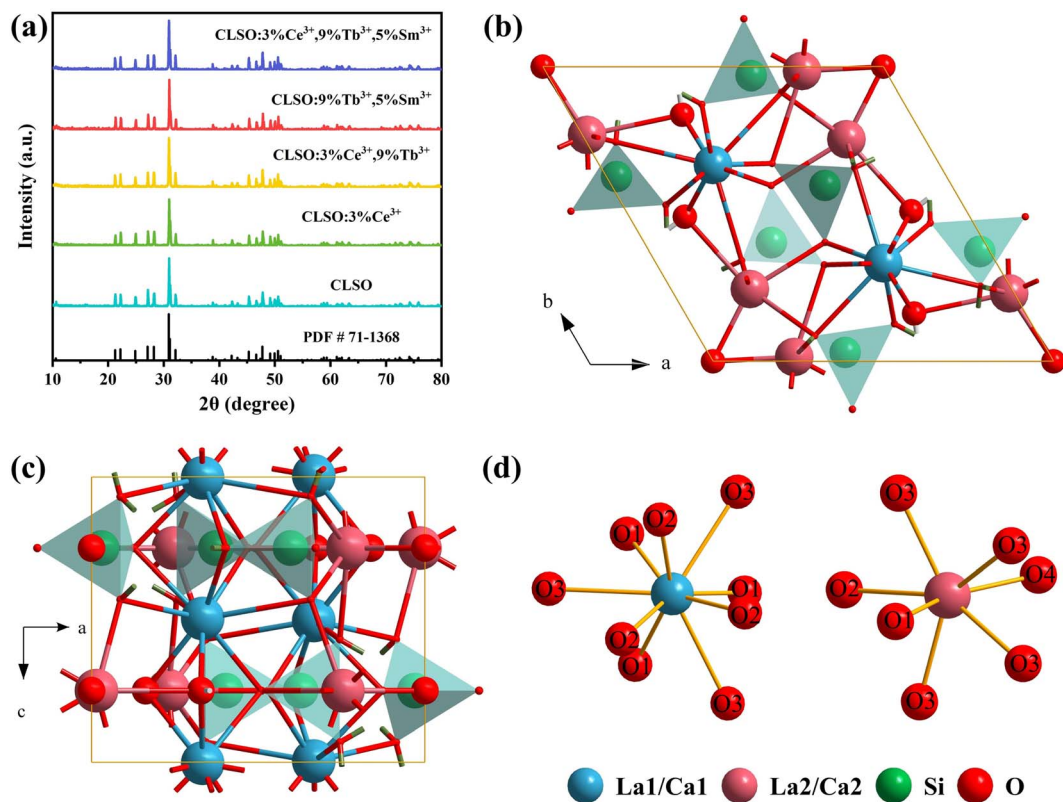 (a)
CLSO:3%Ce³⁺,9%Tb³⁺,5%Sm³⁺
CLSO:9%Tb³⁺,5%Sm³⁺
CLSO:3%Ce³⁺,9%Tb³⁺
CLSO:3%Ce³⁺
CLSO
PDF # 71-1368
Intensity (a.u.)
10 20 30 40 50 60 70 80
2θ (degree)
(b)
b
a
(c)
a
c
(d)
O3
O2
O1
O3
O1
O2
O2
O1
O3
O3
O3
O4
O2
O1
O3
O3
La1/Ca1 La2/Ca2 Si O